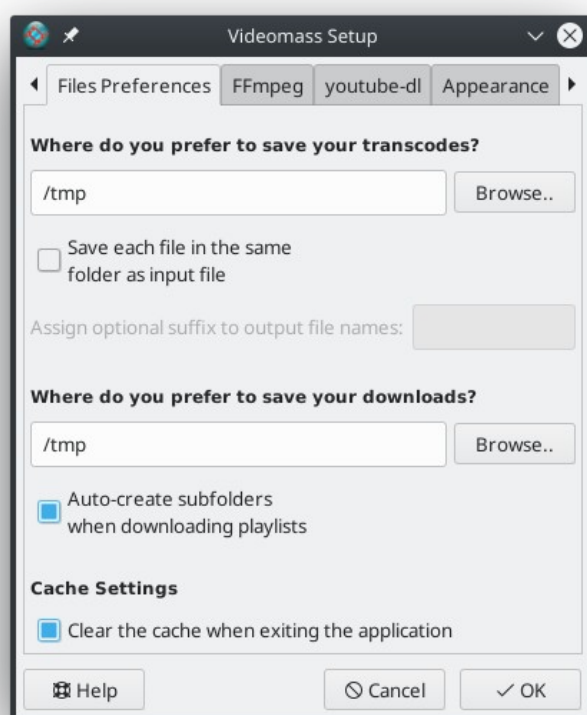 Videomass Setup
Files Preferences FFmpeg youtube-dl Appearance
Where do you prefer to save your transcodes?
/tmp Browse..
Save each file in the same
folder as input file
Assign optional suffix to output file names:
Where do you prefer to save your downloads?
/tmp Browse..
Auto-create subfolders
when downloading playlists
Cache Settings
Clear the cache when exiting the application
Help Cancel OK